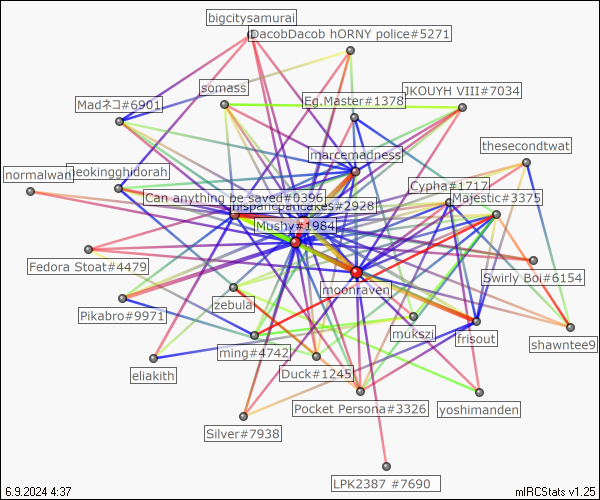 bigcitysamurai
DacobDacob hORNY police#5271
somass
JKOUYH VIII#7034
Madネコ#6901
Eg.Master#1378
thesecondtwat
marcemadness
normalwan
neokingghidorah
Cypha#1717
Can anything be saved#0396
Majestic#3375
hispanepancakes#2928
Mushy#1984
Fedora Stoat#4479
Swirly Boi#6154
moonraven
zebula
Pikabro#9971
mukszi
frisout
shawntee9
ming#4742
eliakith
Duck#1245
Pocket Persona#3326
yoshimanden
Silver#7938
LPK2387 #7690
6.9.2024 4:37
mIRCStats v1.25